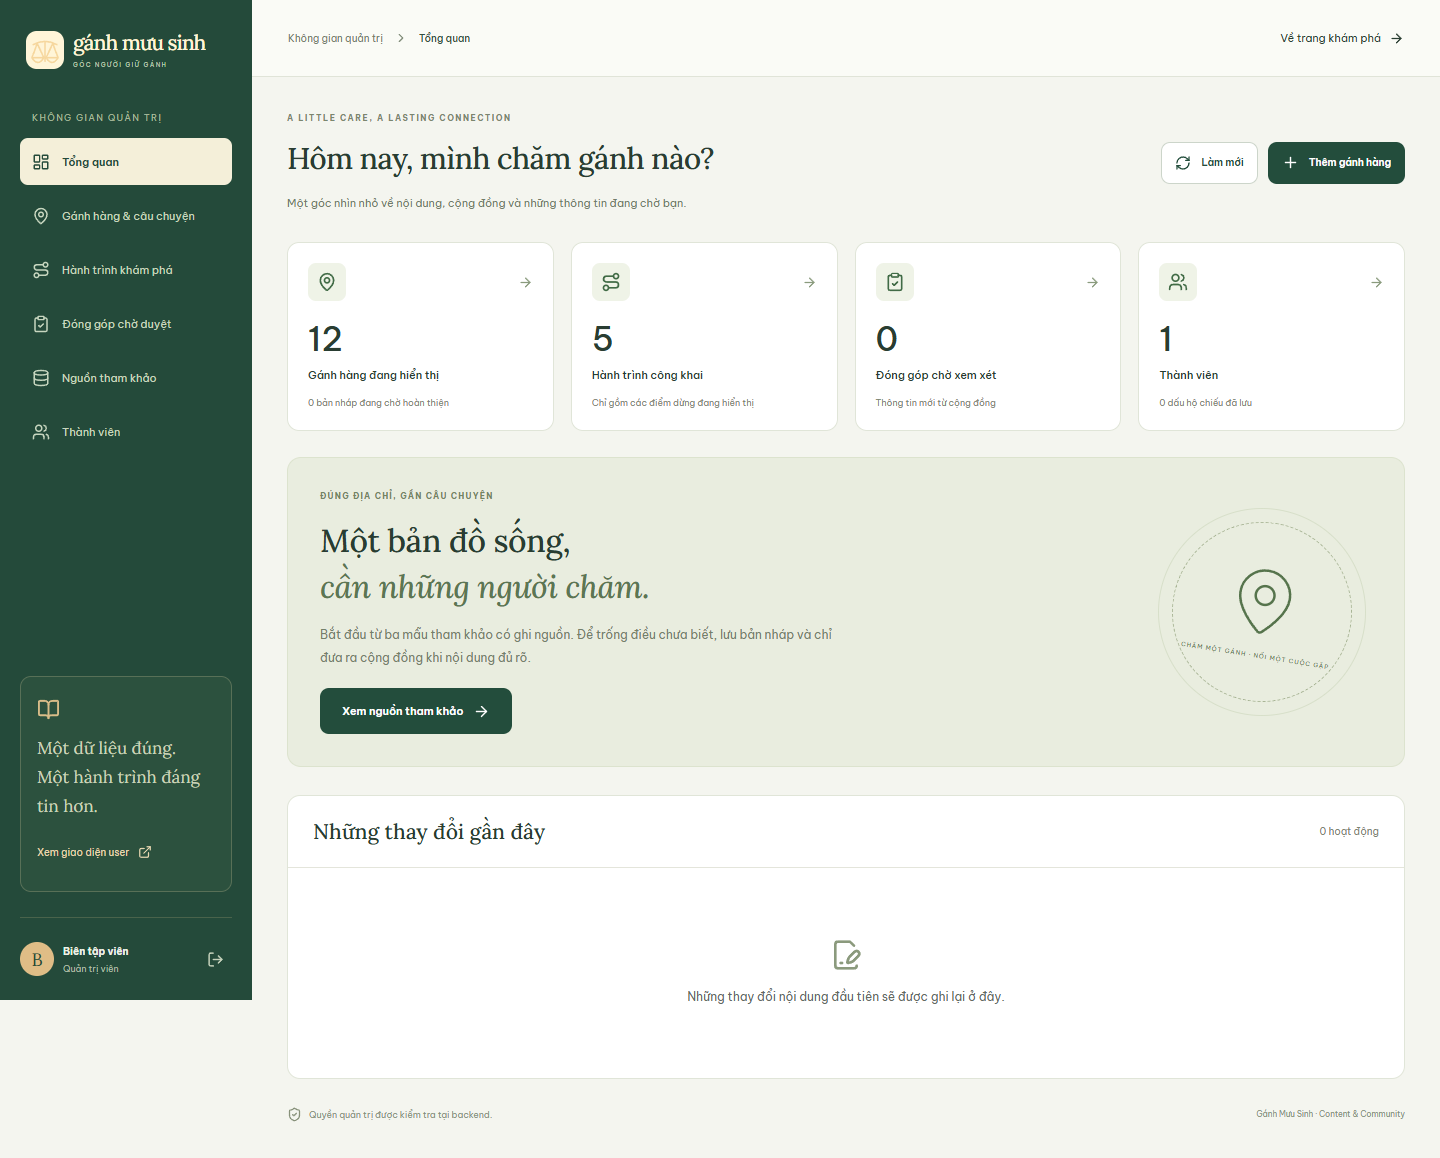 gánh mưu sinh
GÓC NGƯỜI GIỮ GÁNH
KHÔNG GIAN QUẢN TRỊ
Tổng quan
Gánh hàng & câu chuyện
Hành trình khám phá
Đóng góp chờ duyệt
Nguồn tham khảo
Thành viên
Một dữ liệu đúng.
Một hành trình đáng
tin hơn.
Xem giao diện user
B
Biên tập viên
Quản trị viên
Không gian quản trị
Tổng quan
Về trang khám phá
A LITTLE CARE, A LASTING CONNECTION
Hôm nay, mình chăm gánh nào?
Một góc nhìn nhỏ về nội dung, cộng đồng và những thông tin đang chờ bạn.
Làm mới
Thêm gánh hàng
12
Gánh hàng đang hiển thị
0 bản nháp đang chờ hoàn thiện
5
Hành trình công khai
Chỉ gồm các điểm dừng đang hiển thị
0
Đóng góp chờ xem xét
Thông tin mới từ cộng đồng
1
Thành viên
0 dấu hộ chiếu đã lưu
ĐÚNG ĐỊA CHỈ, GẦN CÂU CHUYỆN
Một bản đồ sống,
cần những người chăm.
Bắt đầu từ ba mẫu tham khảo có ghi nguồn. Để trống điều chưa biết, lưu bản nháp và chỉ
đưa ra cộng đồng khi nội dung đủ rõ.
Xem nguồn tham khảo
CHĂM MỘT GÁNH · NỐI MỘT CUỘC GẶP
Những thay đổi gần đây
0 hoạt động
Những thay đổi nội dung đầu tiên sẽ được ghi lại ở đây.
Quyền quản trị được kiểm tra tại backend.
Gánh Mưu Sinh · Content & Community